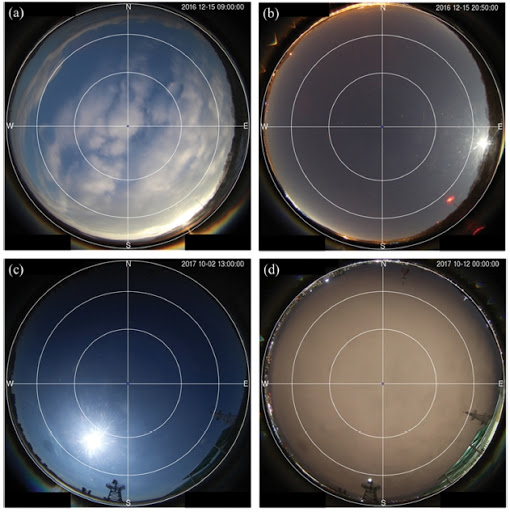 (a) 2016 12-15 09:00:00
N
W E
S
(b) 2016 12-15 20:50:00
N
W E
S
(c) 2017 10-02 13:00:00
N
W E
S
(d) 2017 10-12 00:00:00
N
W E
S